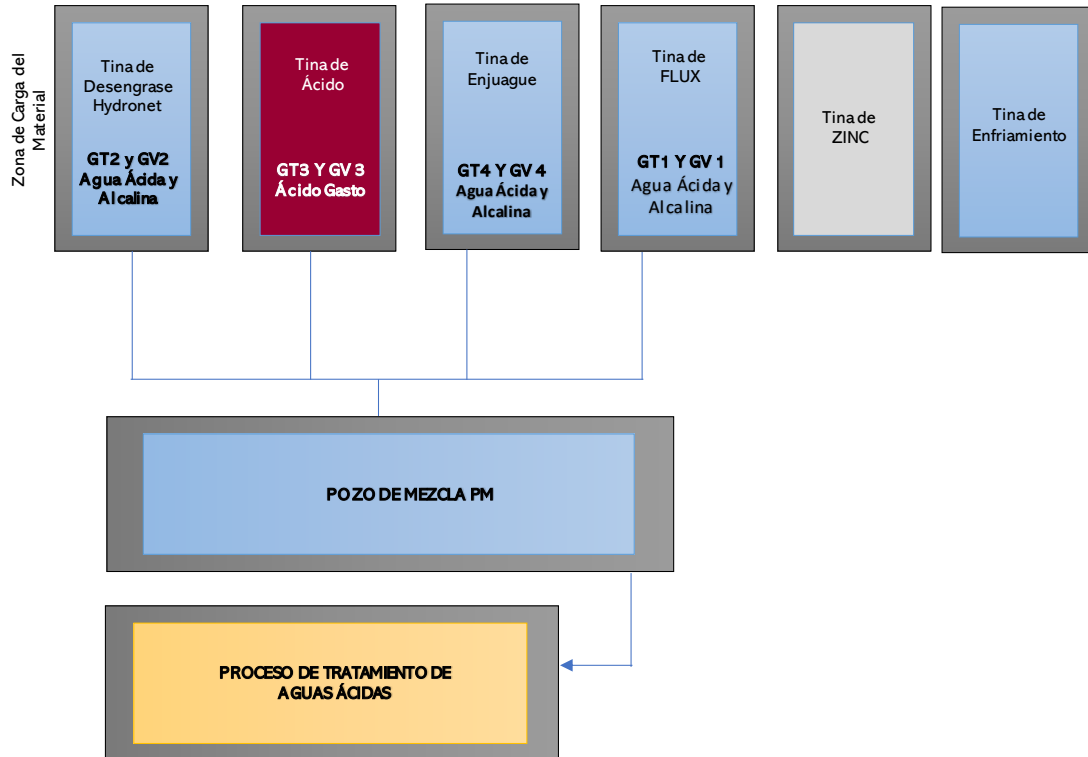 Zona de Carga del
Material
Tina de
Desengrase
Hydronet
GT2 y GV2
Agua Ácida y
Alcalina
Tina de
Ácido
GT3 Y GV 3
Ácido Gasto
Tina de
Enjuague
GT4 Y GV 4
Agua Ácida y
Alcalina
Tina de
FLUX
GT1 Y GV 1
Agua Ácida y
Alcalina
Tina de
ZINC
Tina de
Enfriamiento
POZO DE MEZCLA PM
PROCESO DE TRATAMIENTO DE
AGUAS ÁCIDAS